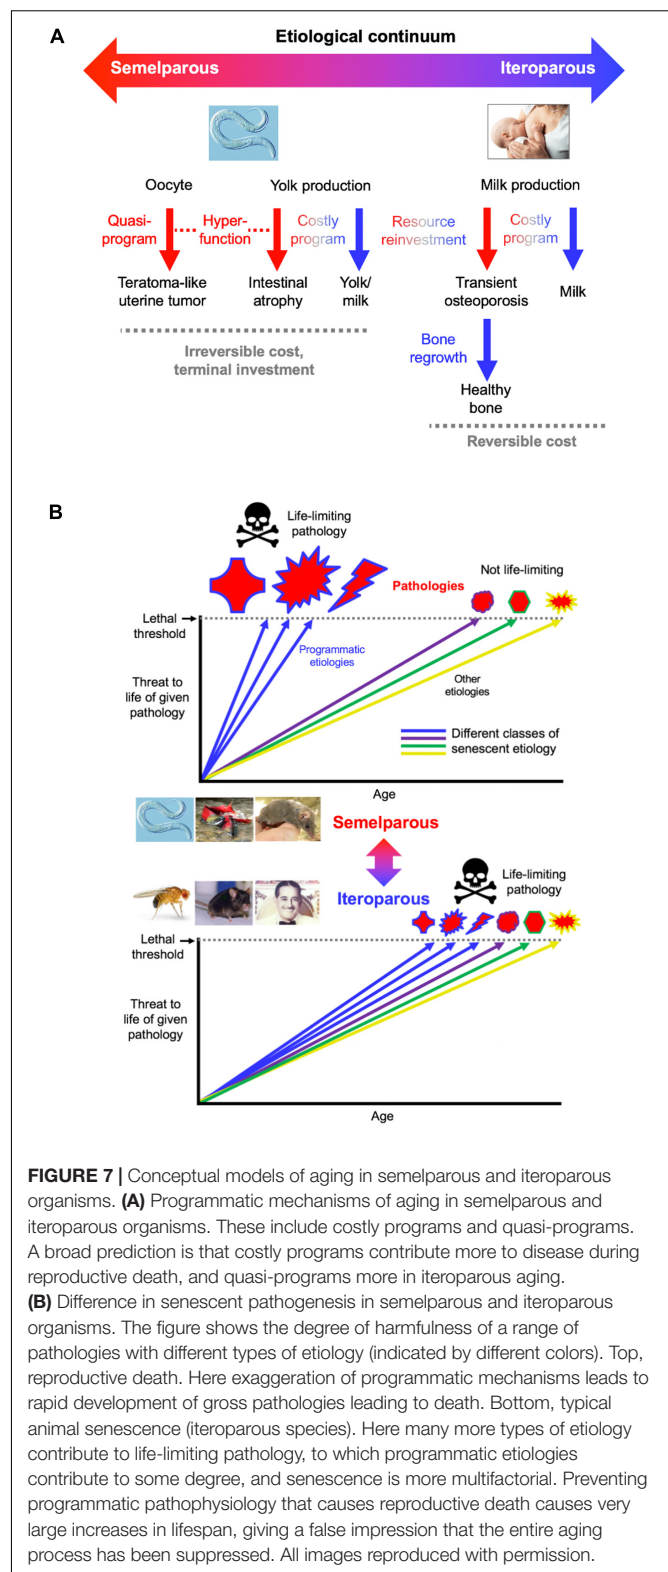 A
Etiological continuum
Semelparous
Iteroparous
Oocyte
Yolk production
Milk production
Quasi-
program
Hyper-
function
Costly
program
Resource
reinvestment
Costly
program
Teratoma-like
uterine tumor
Intestinal
atrophy
Yolk/
milk
Transient
osteoporosis
Milk
Irreversible cost,
terminal investment
Bone
regrowth
Healthy
bone
Reversible cost
B
Life-limiting
pathology
Not life-limiting
Pathologies
Lethal
threshold
Programmatic
etiologies
Threat to
life of given
pathology
Other
etiologies
Different classes of
senescent etiology
Age
Semelparous
Iteroparous
Life-limiting
pathology
Lethal
threshold
Threat to
life of given
pathology
Age
FIGURE 7 | Conceptual models of aging in semelparous and iteroparous
organisms. (A) Programmatic mechanisms of aging in semelparous and
iteroparous organisms. These include costly programs and quasi-programs.
A broad prediction is that costly programs contribute more to disease during
reproductive death, and quasi-programs more in iteroparous aging.
(B) Difference in senescent pathogenesis in semelparous and iteroparous
organisms. The figure shows the degree of harmfulness of a range of
pathologies with different types of etiology (indicated by different colors). Top,
reproductive death. Here exaggeration of programmatic mechanisms leads to
rapid development of gross pathologies leading to death. Bottom, typical
animal senescence (iteroparous species). Here many more types of etiology
contribute to life-limiting pathology, to which programmatic etiologies
contribute to some degree, and senescence is more multifactorial. Preventing
programmatic pathophysiology that causes reproductive death causes very
large increases in lifespan, giving a false impression that the entire aging
process has been suppressed. All images reproduced with permission.